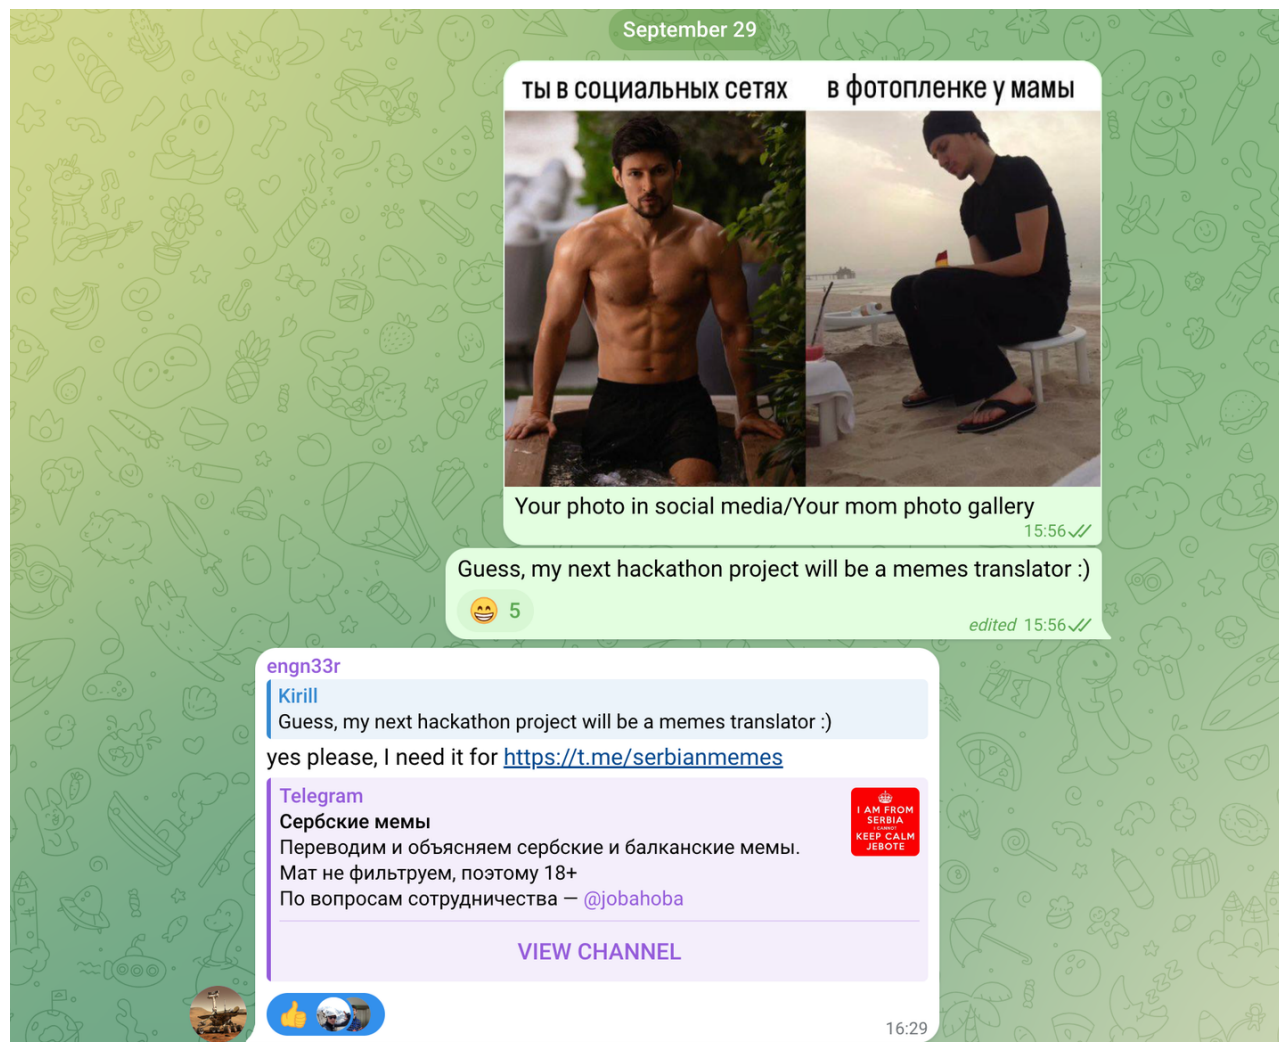 September 29
ты в социальных сетях
в фотопленке у мамы
Your photo in social media/Your mom photo gallery
15:56
Guess, my next hackathon project will be a memes translator :)
5
edited 15:56
engn33r
Kirill
Guess, my next hackathon project will be a memes translator :)
yes please, I need it for https://t.me/serbianmemes
Telegram
Сербские мемы
Переводим и объясняем сербские и балканские мемы.
Мат не фильтруем, поэтому 18+
По вопросам сотрудничества — @jobahoba
I AM FROM
SERBIA
I CANNOT
KEEP CALM
JEBOTE
VIEW CHANNEL
16:29